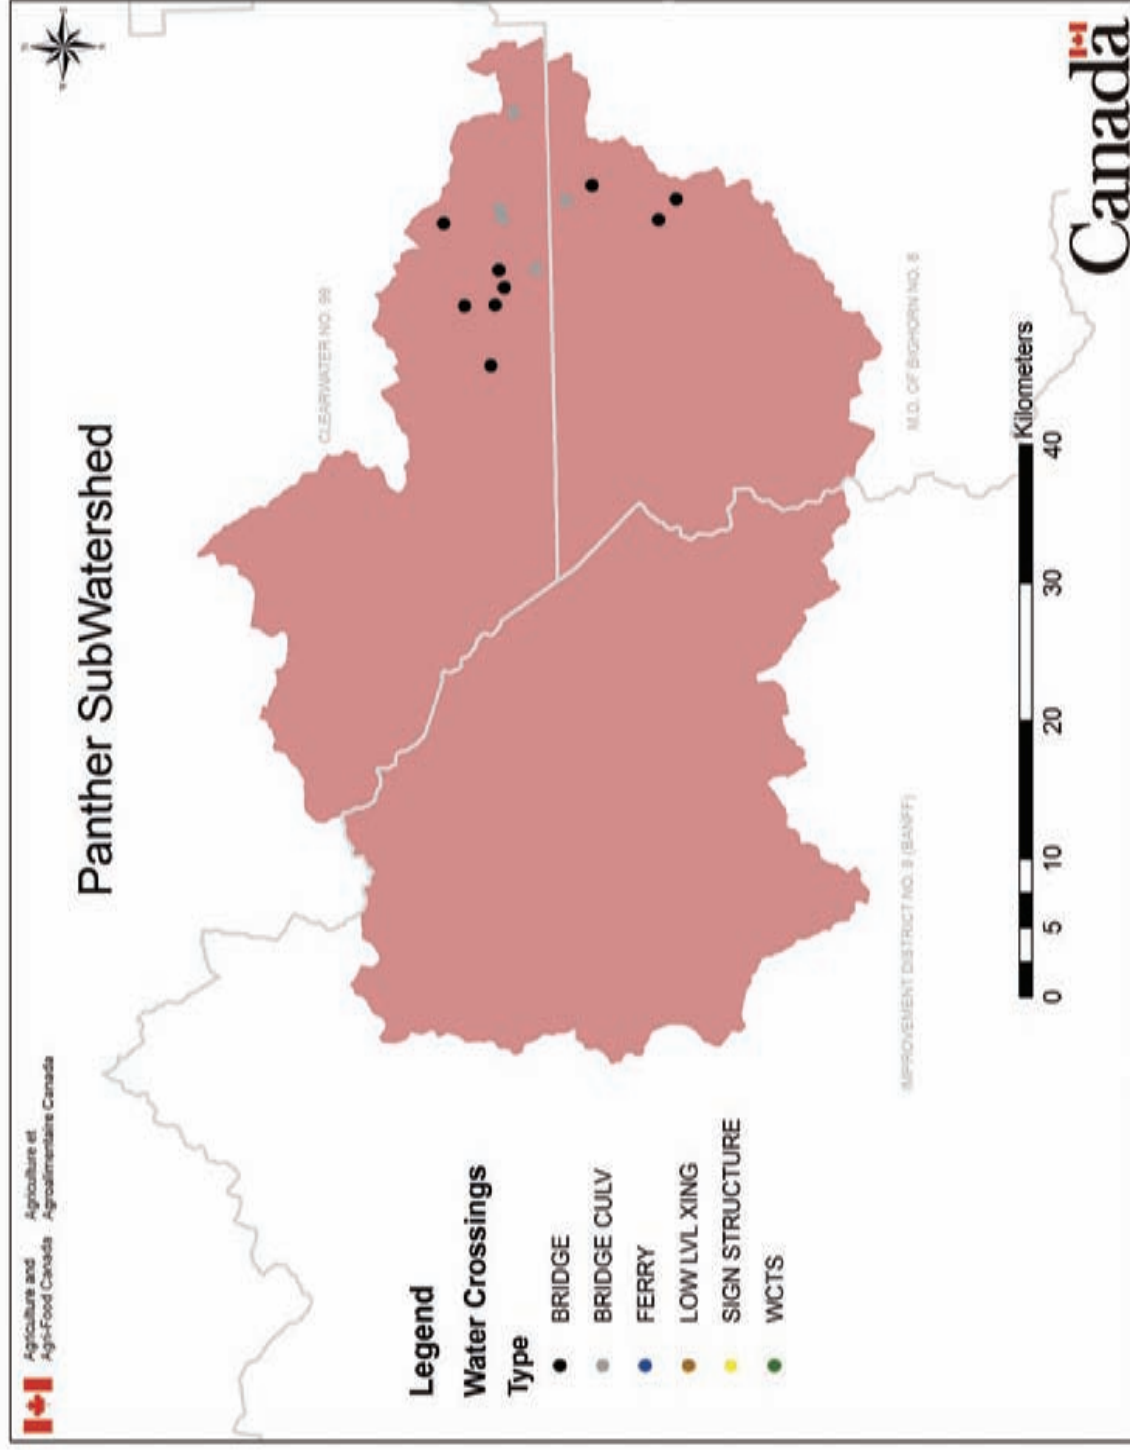 Agriculture and
Agri-Food Canada
Agriculture et
Agroalimentaire Canada
Panther SubWatershed
CLEARWATER NO. 99
M.D. OF BIGHORN NO. 8
IMPROVEMENT DISTRICT NO. 9 (BANFF)
Legend
Water Crossings
Type
BRIDGE
BRIDGE CULV
FERRY
LOW LVL XING
SIGN STRUCTURE
WCTS
0 5 10 20 30 40
Kilometers
Canada